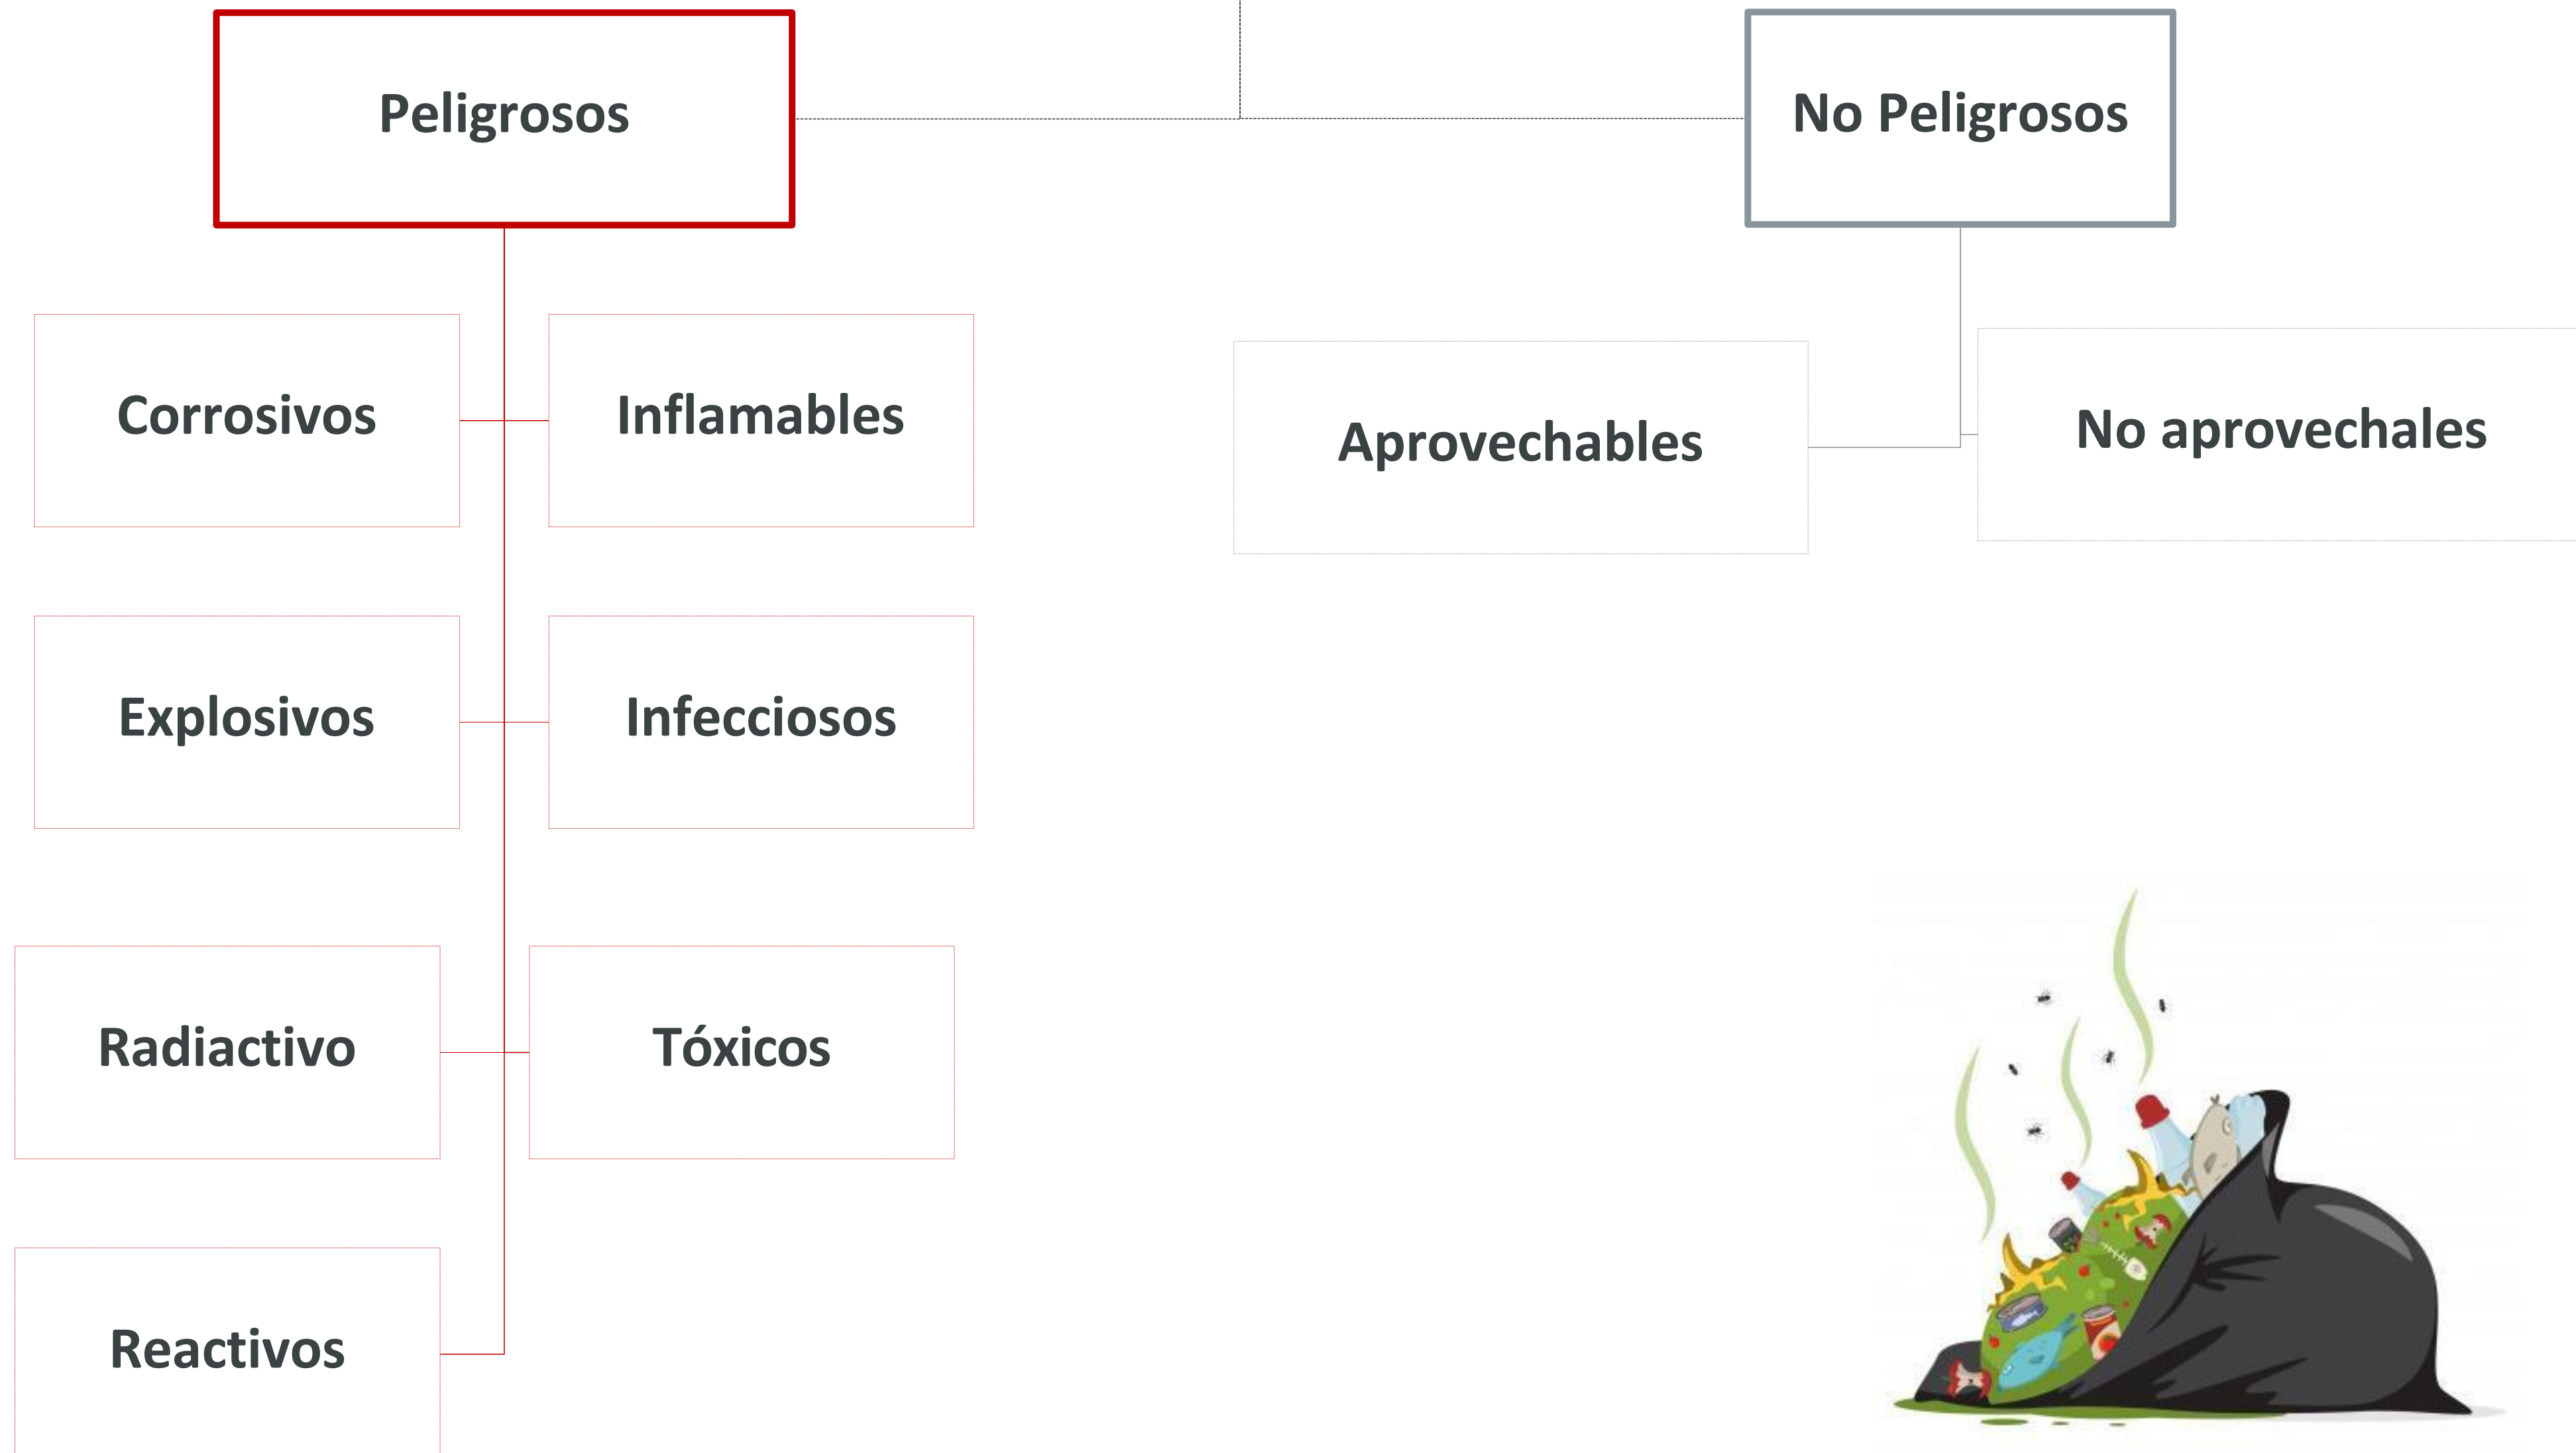 Peligrosos
No Peligrosos
Corrosivos
Inflamables
Aprovechables
No aprovechales
Explosivos
Infecciosos
Radiactivo
Tóxicos
Reactivos